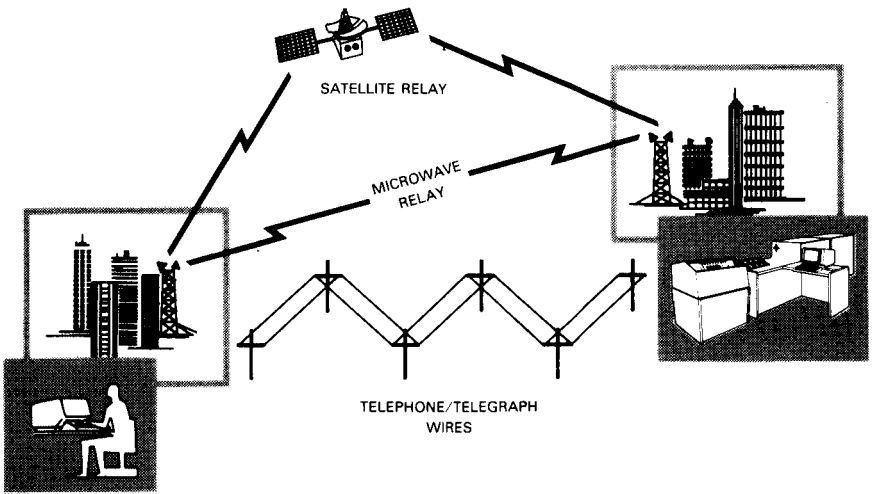 SATELLITE RELAY
MICROWAVE
RELAY
TELEPHONE/TELEGRAPH
WIRES